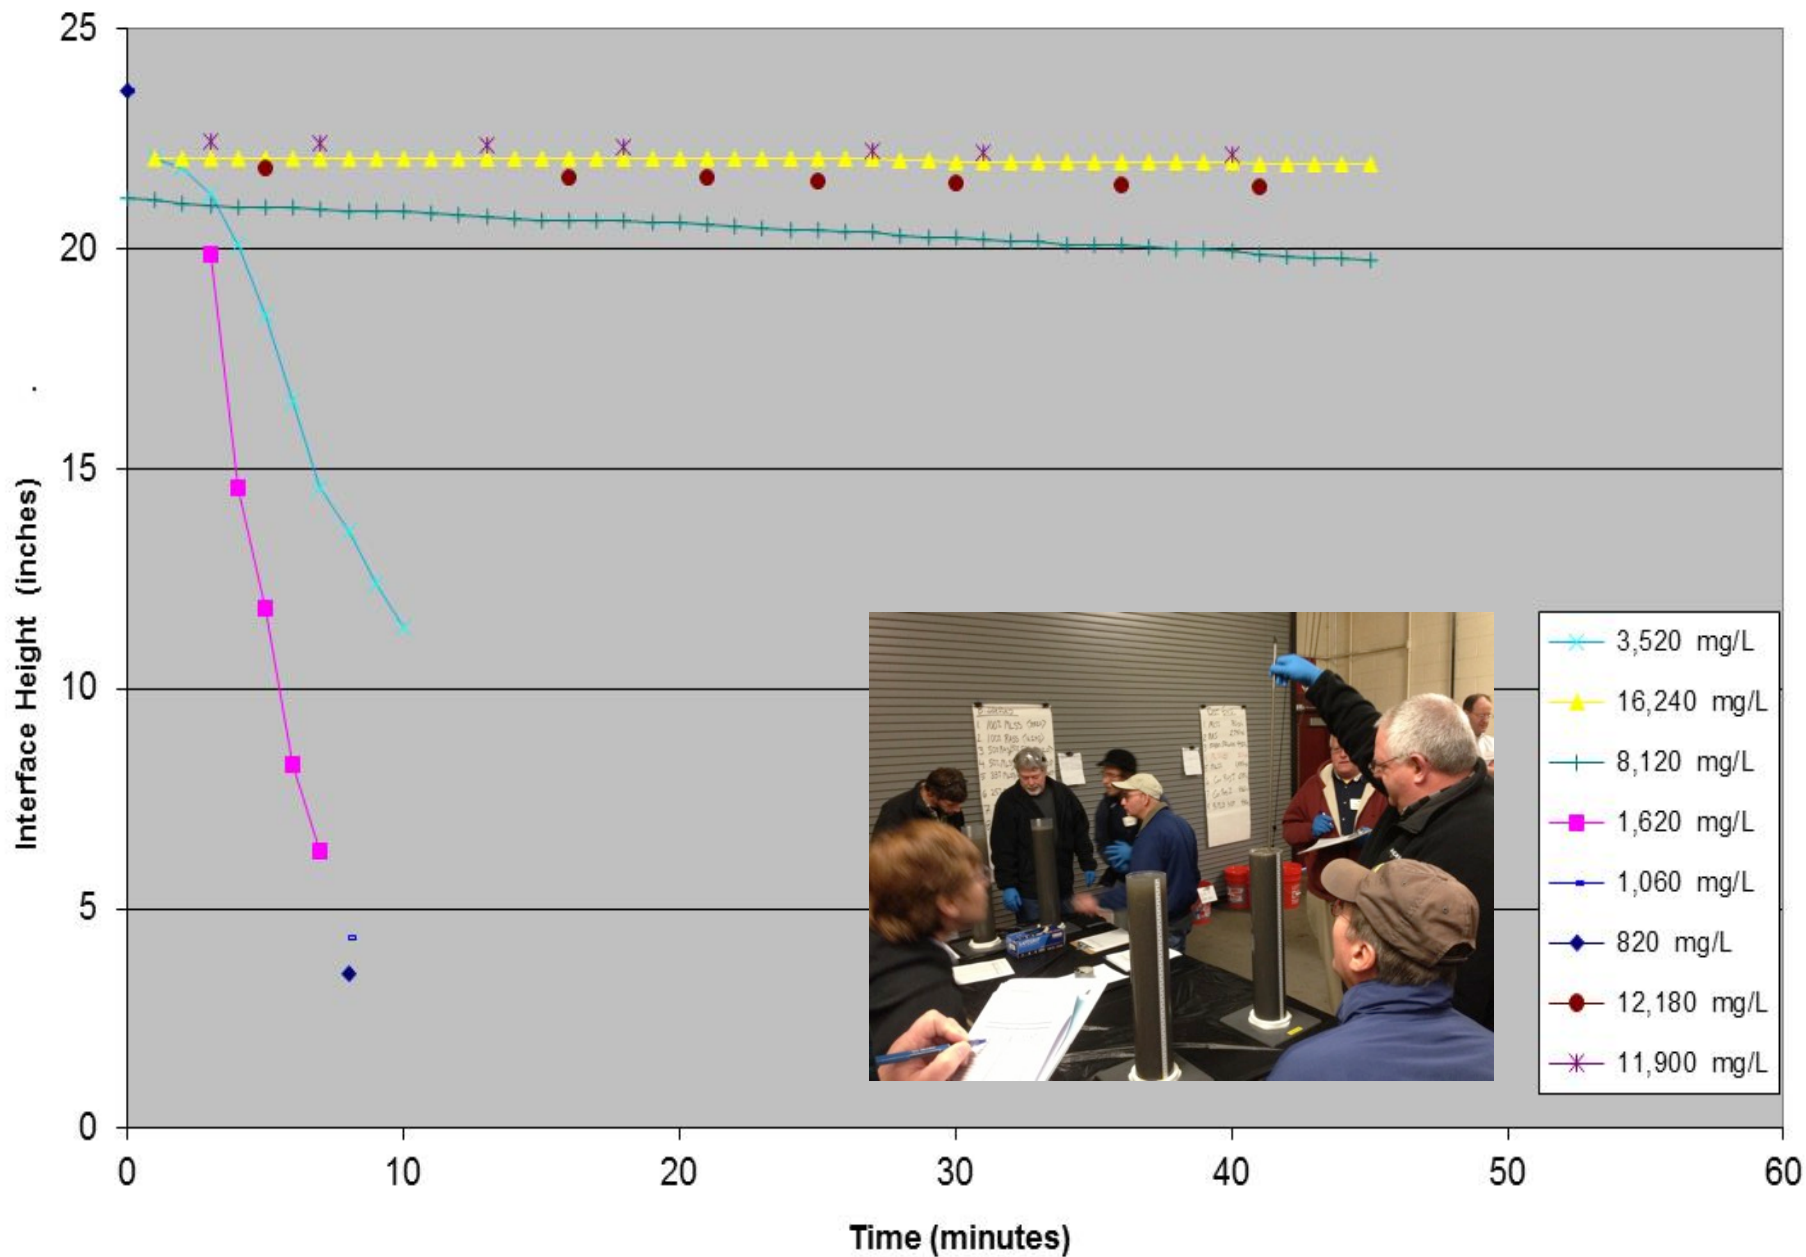 25
20
15
10
5
0
0 10 20 30 40 50 60
Interface Height (inches)
Time (minutes)
3,520 mg/L
16,240 mg/L
8,120 mg/L
1,620 mg/L
1,060 mg/L
820 mg/L
12,180 mg/L
11,900 mg/L